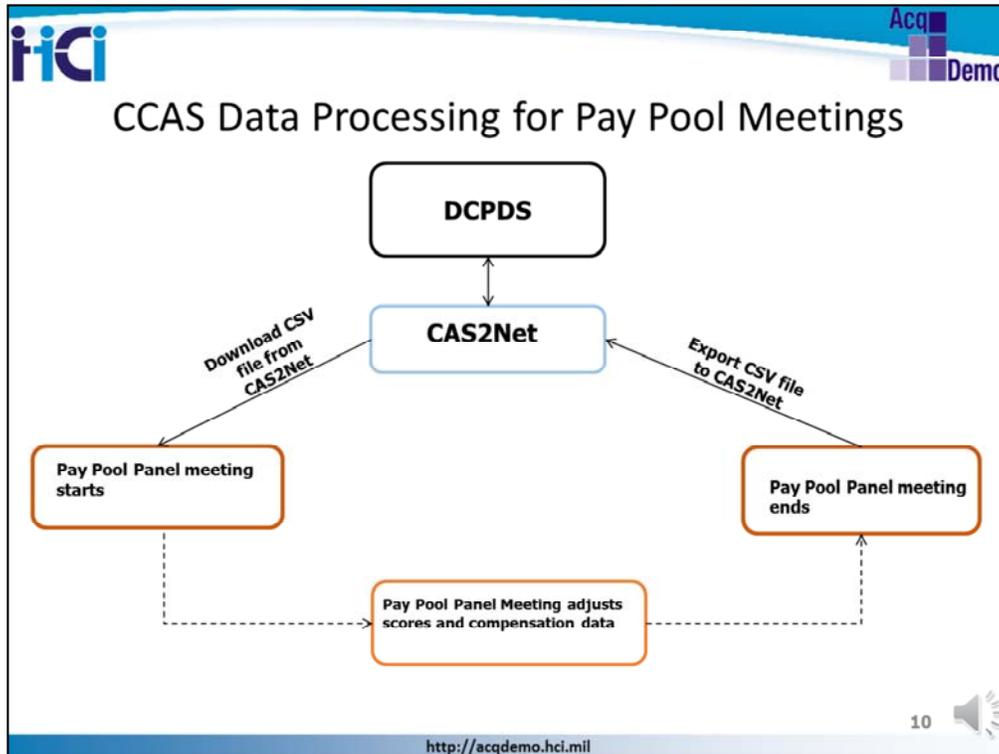 HCi
Acq
Demo
CCAS Data Processing for Pay Pool Meetings
DCPDS
CAS2Net
Download CSV
file from
CAS2Net
Export CSV file
to CAS2Net
Pay Pool Panel meeting
starts
Pay Pool Panel meeting
ends
Pay Pool Panel Meeting adjusts
scores and compensation data
10
http://acqdemo.hci.mil